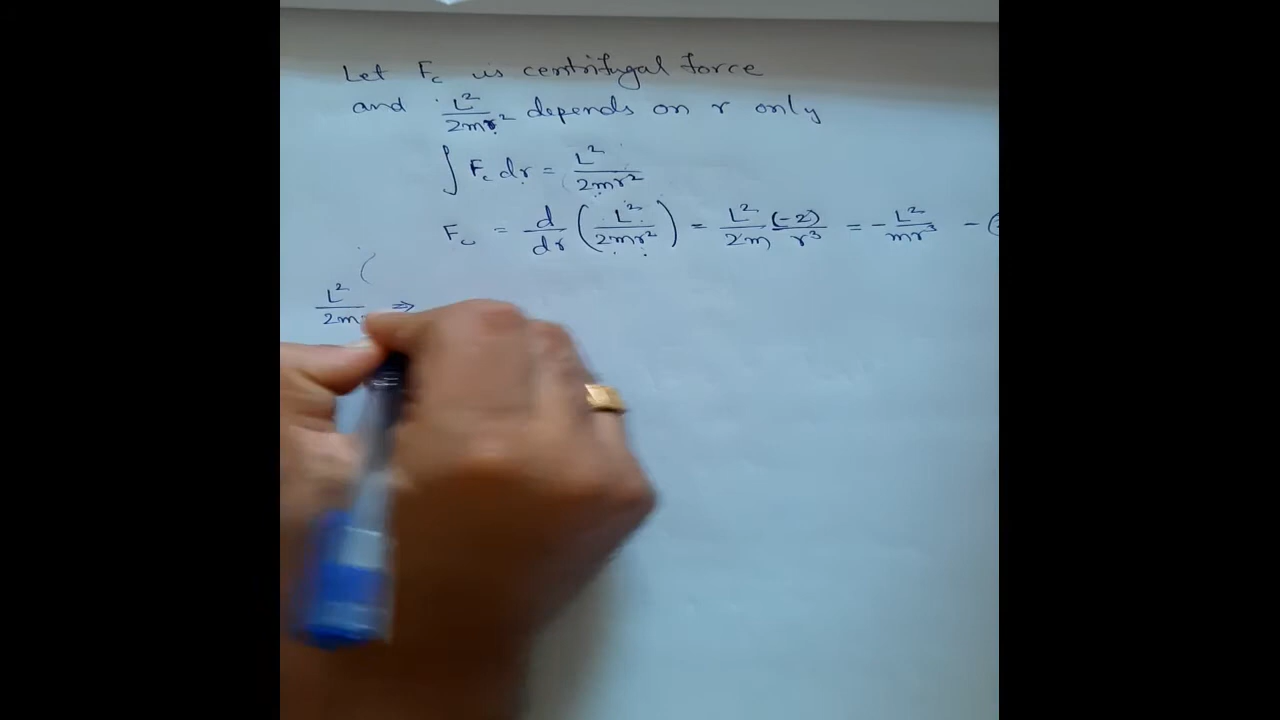 Let F_c is centrifugal force
and L²/2mr² depends on r only
∫ F_c dr = L²/2mr²
F_c = d/dr (L²/2mr²) = L²/2m (-2)/r³ = -L²/mr³ -
L²/2m ⇒